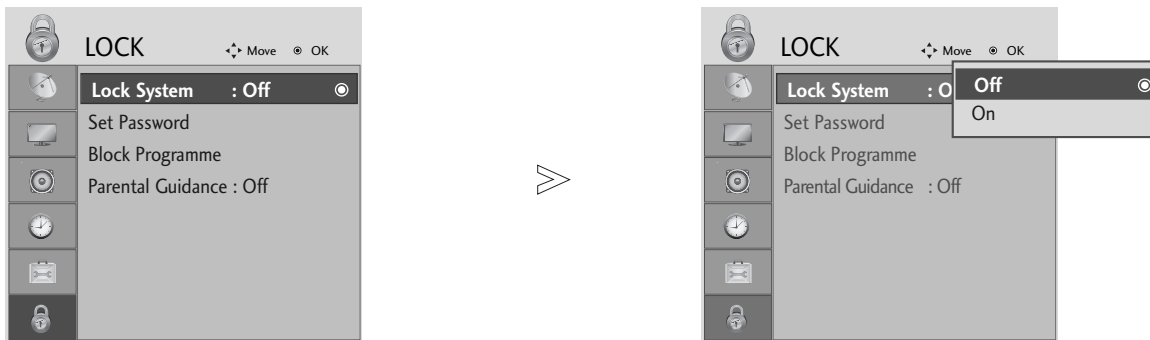 LOCK
Move OK
Lock System : Off
Set Password
Block Programme
Parental Guidance : Off
LOCK
Move OK
Lock System : O
Off
On
Set Password
Block Programme
Parental Guidance : Off